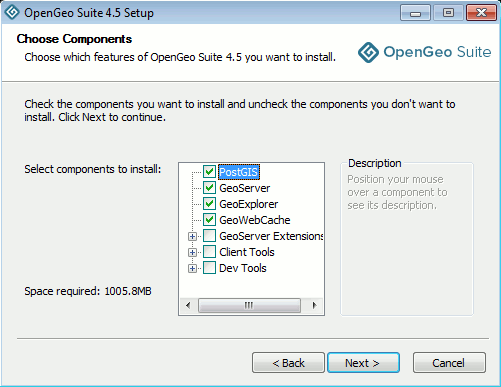 OpenGeo Suite 4.5 Setup
Choose Components
Choose which features of OpenGeo Suite 4.5 you want to install.
OpenGeo Suite
Check the components you want to install and uncheck the components you don't want to
install. Click Next to continue.
Select components to install:
PostGIS
GeoServer
GeoExplorer
GeoWebCache
GeoServer Extensions
Client Tools
Dev Tools
Description
Position your mouse
over a component to
see its description.
Space required: 1005.8MB
< Back
Next >
Cancel